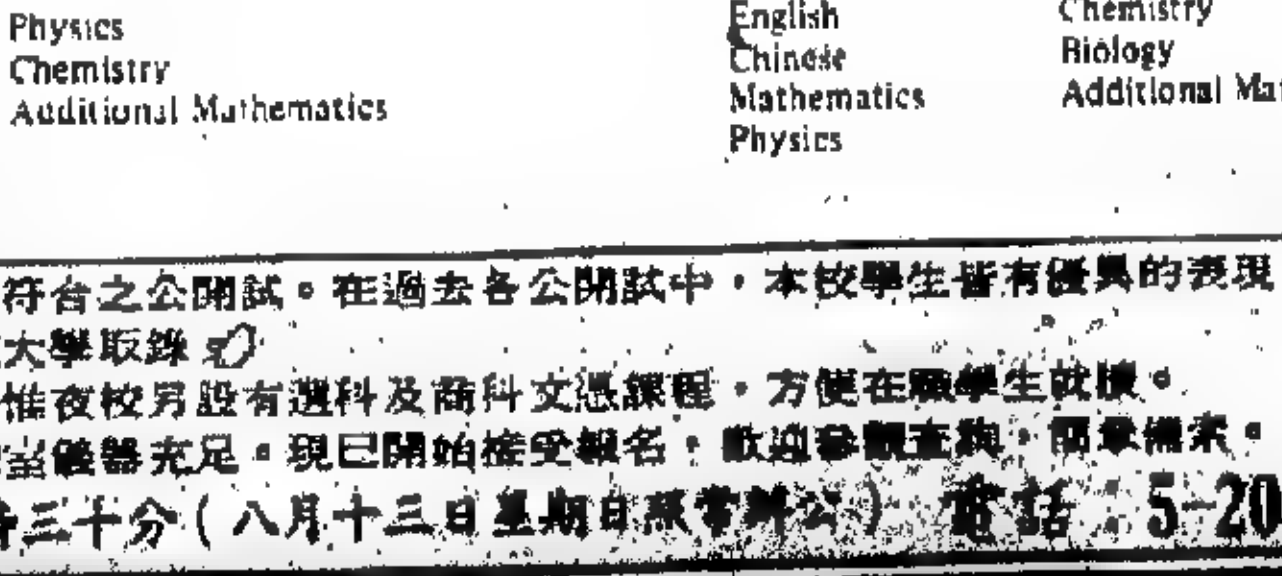 Physics
Chemistry
Additional Mathematics
English
Chinese
Mathematics
Physics
Chemistry
Biology
Additional Mat
符合之公開試。在過去各公開試中，本校學生皆有優異的表現
大學取錄
惟夜校另設有選科及商科文憑課程，方便在職學生就讀。
充足。現已開始接受報名，歡迎參觀查詢，簡章備索。
三十分(八月十三日星期日照常辦公) 電話：5-20